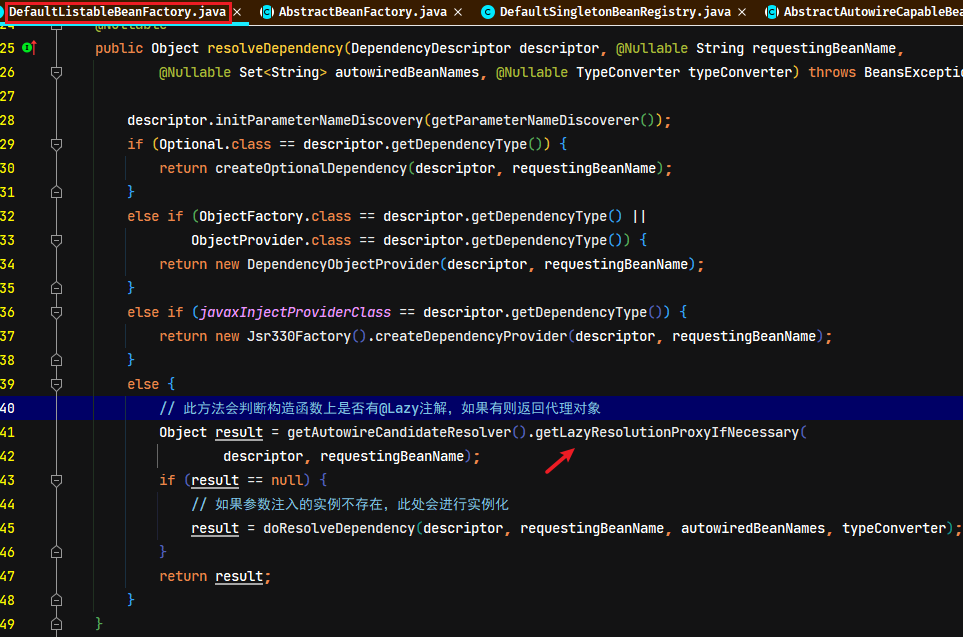 DefaultListableBeanFactory.java × AbstractBeanFactory.java × DefaultSingletonBeanRegistry.java × AbstractAutowireCapableBea
24 @Nullable
25 public Object resolveDependency(DependencyDescriptor descriptor, @Nullable String requestingBeanName,
26 @Nullable Set<String> autowiredBeanNames, @Nullable TypeConverter typeConverter) throws BeansExceptio
27
28 descriptor.initParameterNameDiscovery(getParameterNameDiscoverer());
29 if (Optional.class == descriptor.getDependencyType()) {
30 return createOptionalDependency(descriptor, requestingBeanName);
31 }
32 else if (ObjectFactory.class == descriptor.getDependencyType() ||
33 ObjectProvider.class == descriptor.getDependencyType()) {
34 return new DependencyObjectProvider(descriptor, requestingBeanName);
35 }
36 else if (javaxInjectProviderClass == descriptor.getDependencyType()) {
37 return new Jsr330Factory().createDependencyProvider(descriptor, requestingBeanName);
38 }
39 else {
40 // 此方法会判断构造函数上是否有@Lazy注解，如果有则返回代理对象
41 Object result = getAutowireCandidateResolver().getLazyResolutionProxyIfNecessary(
42 descriptor, requestingBeanName);
43 if (result == null) {
44 // 如果参数注入的实例不存在，此处会进行实例化
45 result = doResolveDependency(descriptor, requestingBeanName, autowiredBeanNames, typeConverter);
46 }
47 return result;
48 }
49 }